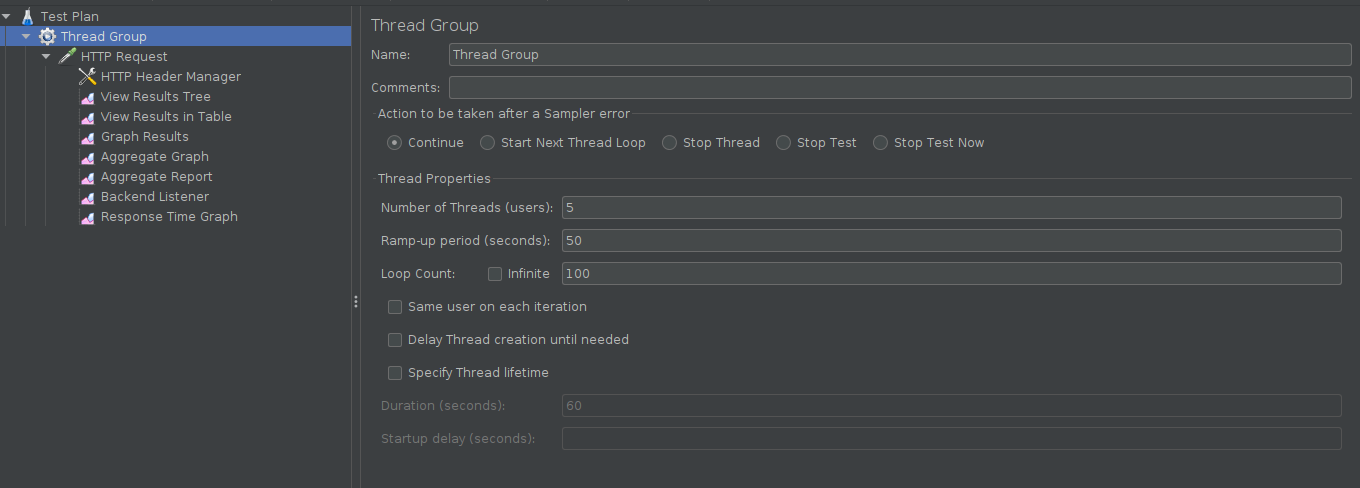 Test Plan
Thread Group
HTTP Request
HTTP Header Manager
View Results Tree
View Results in Table
Graph Results
Aggregate Graph
Aggregate Report
Backend Listener
Response Time Graph
Thread Group
Name: Thread Group
Comments:
Action to be taken after a Sampler error
Continue Start Next Thread Loop Stop Thread Stop Test Stop Test Now
Thread Properties
Number of Threads (users): 5
Ramp-up period (seconds): 50
Loop Count: Infinite 100
Same user on each iteration
Delay Thread creation until needed
Specify Thread lifetime
Duration (seconds): 60
Startup delay (seconds):